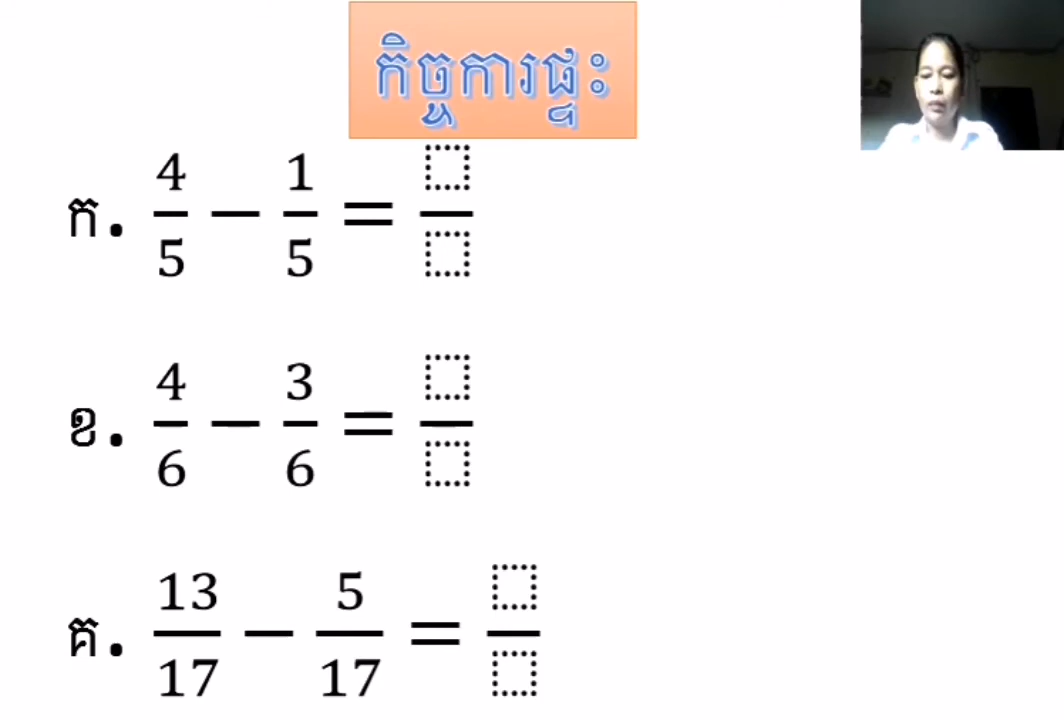 កិច្ចការផ្ទះ
ក. 4/5 − 1/5 = ⬚/⬚
ខ. 4/6 − 3/6 = ⬚/⬚
គ. 13/17 − 5/17 = ⬚/⬚